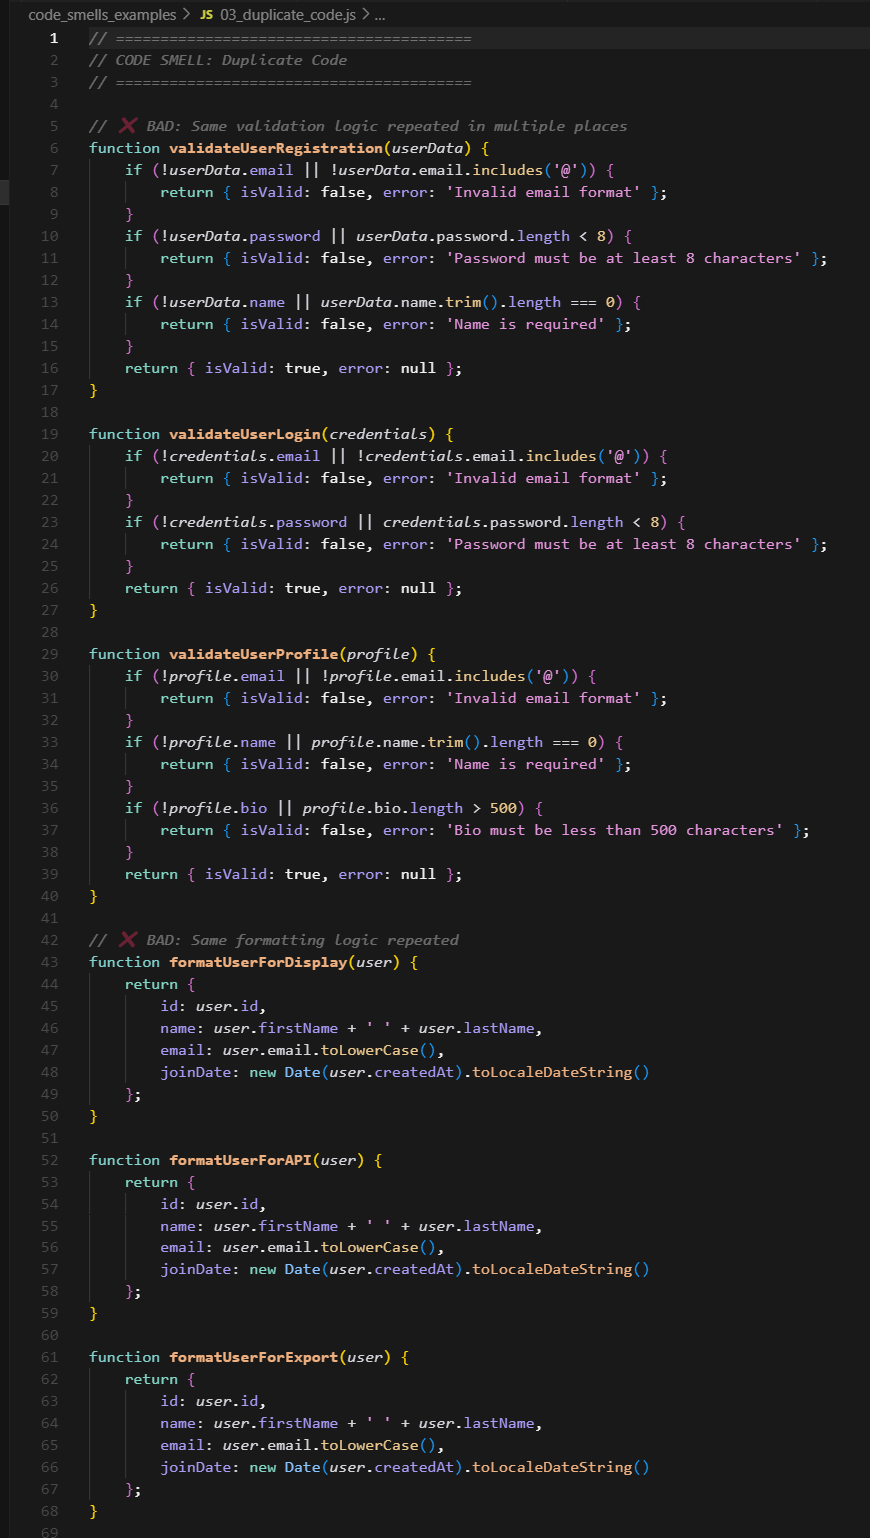 code_smells_examples > JS 03_duplicate_code.js > ...
1 // ========================================
2 // CODE SMELL: Duplicate Code
3 // ========================================
4
5 // ❌ BAD: Same validation logic repeated in multiple places
6 function validateUserRegistration(userData) {
7     if (!userData.email || !userData.email.includes('@')) {
8         return { isValid: false, error: 'Invalid email format' };
9     }
10     if (!userData.password || userData.password.length < 8) {
11         return { isValid: false, error: 'Password must be at least 8 characters' };
12     }
13     if (!userData.name || userData.name.trim().length === 0) {
14         return { isValid: false, error: 'Name is required' };
15     }
16     return { isValid: true, error: null };
17 }
18
19 function validateUserLogin(credentials) {
20     if (!credentials.email || !credentials.email.includes('@')) {
21         return { isValid: false, error: 'Invalid email format' };
22     }
23     if (!credentials.password || credentials.password.length < 8) {
24         return { isValid: false, error: 'Password must be at least 8 characters' };
25     }
26     return { isValid: true, error: null };
27 }
28
29 function validateUserProfile(profile) {
30     if (!profile.email || !profile.email.includes('@')) {
31         return { isValid: false, error: 'Invalid email format' };
32     }
33     if (!profile.name || profile.name.trim().length === 0) {
34         return { isValid: false, error: 'Name is required' };
35     }
36     if (!profile.bio || profile.bio.length > 500) {
37         return { isValid: false, error: 'Bio must be less than 500 characters' };
38     }
39     return { isValid: true, error: null };
40 }
41
42 // ❌ BAD: Same formatting logic repeated
43 function formatUserForDisplay(user) {
44     return {
45         id: user.id,
46         name: user.firstName + ' ' + user.lastName,
47         email: user.email.toLowerCase(),
48         joinDate: new Date(user.createdAt).toLocaleDateString()
49     };
50 }
51
52 function formatUserForAPI(user) {
53     return {
54         id: user.id,
55         name: user.firstName + ' ' + user.lastName,
56         email: user.email.toLowerCase(),
57         joinDate: new Date(user.createdAt).toLocaleDateString()
58     };
59 }
60
61 function formatUserForExport(user) {
62     return {
63         id: user.id,
64         name: user.firstName + ' ' + user.lastName,
65         email: user.email.toLowerCase(),
66         joinDate: new Date(user.createdAt).toLocaleDateString()
67     };
68 }
69